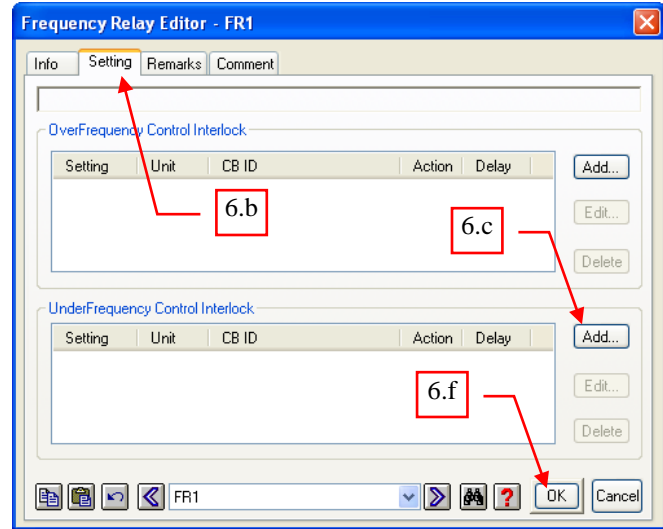 Frequency Relay Editor - FR1
Info Setting Remarks Comment
OverFrequency Control Interlock
Setting Unit CB ID Action Delay
Add...
6.b
6.c
Edit...
Delete
UnderFrequency Control Interlock
Setting Unit CB ID Action Delay
Add...
6.f
Edit...
Delete
FR1
? OK Cancel